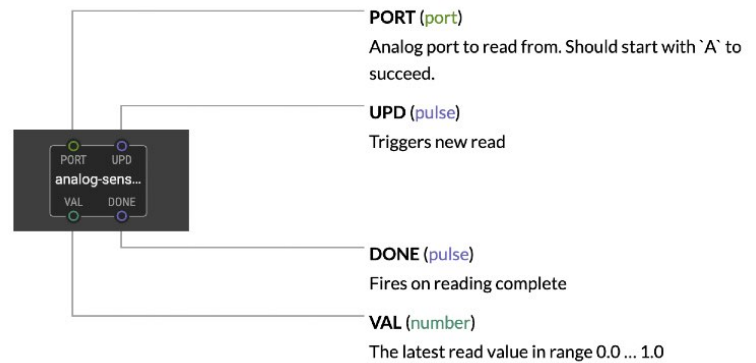 PORT (port)
Analog port to read from. Should start with `A` to
succeed.
UPD (pulse)
Triggers new read
PORT UPD
analog-sens...
VAL DONE
DONE (pulse)
Fires on reading complete
VAL (number)
The latest read value in range 0.0 … 1.0